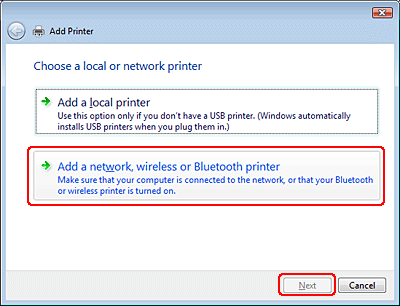 Add Printer
Choose a local or network printer
Add a local printer
Use this option only if you don't have a USB printer. (Windows automatically
installs USB printers when you plug them in.)
Add a network, wireless or Bluetooth printer
Make sure that your computer is connected to the network, or that your Bluetooth
or wireless printer is turned on.
Next Cancel